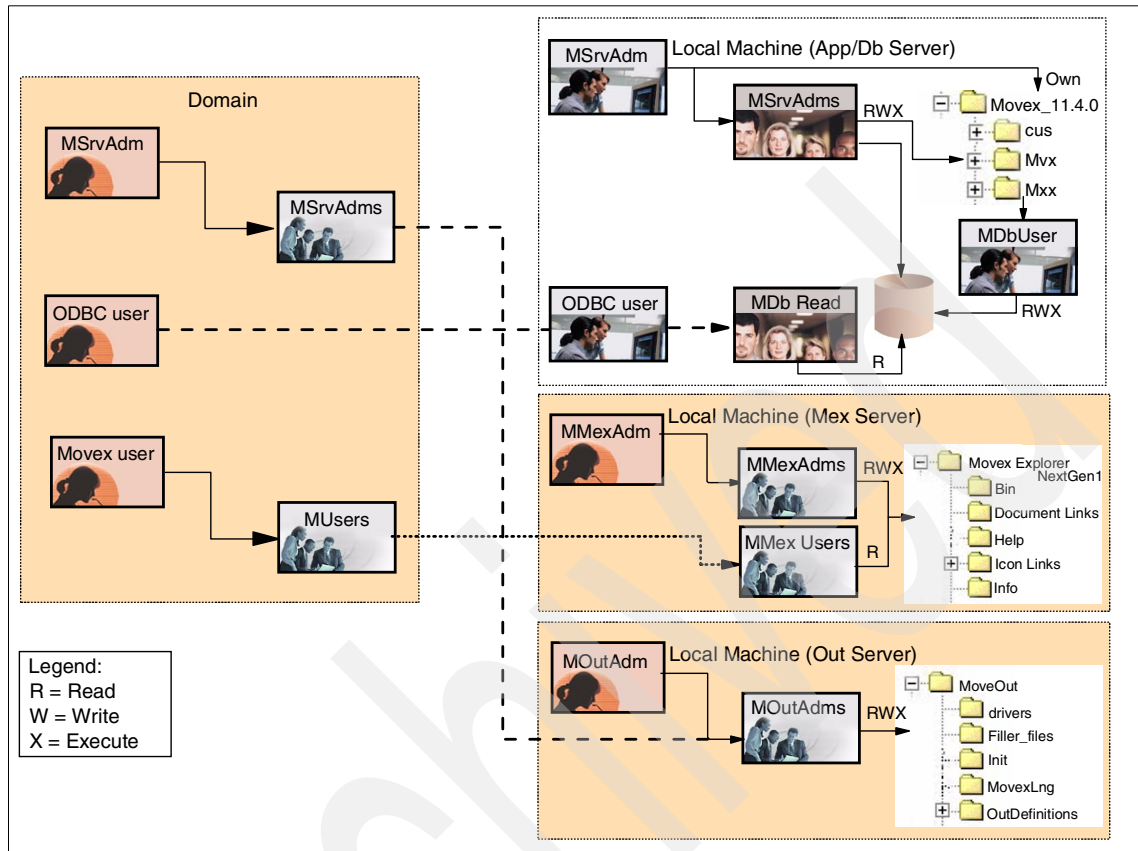 Domain
MSrvAdm
MSrvAdms
ODBC user
Movex user
MUsers
Legend:
R = Read
W = Write
X = Execute
Local Machine (App/Db Server)
MSrvAdm
MSrvAdms
RWX
Own
Movex_11.4.0
cus
Mvx
Mxx
MDbUser
RWX
ODBC user
MDb Read
R
Local Machine (Mex Server)
MMexAdm
MMexAdms
RWX
MMex Users
R
Movex Explorer
NextGen1
Bin
Document Links
Help
Icon Links
Info
Local Machine (Out Server)
MOutAdm
MOutAdms
RWX
MoveOut
drivers
Filler_files
Init
MovexLng
OutDefinitions